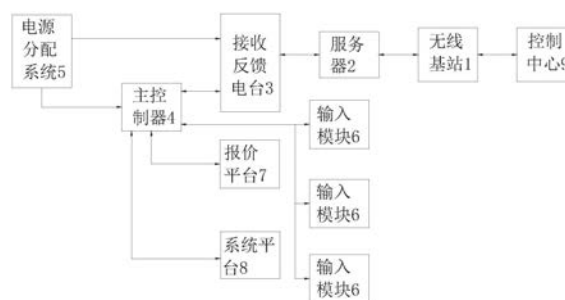 电源
分配
系统5
接收
反馈
电台3
服务
器2
无线
基站1
控制
中心9
主控
制器4
输入
模块6
报价
平台7
输入
模块6
系统平
台8
输入
模块6